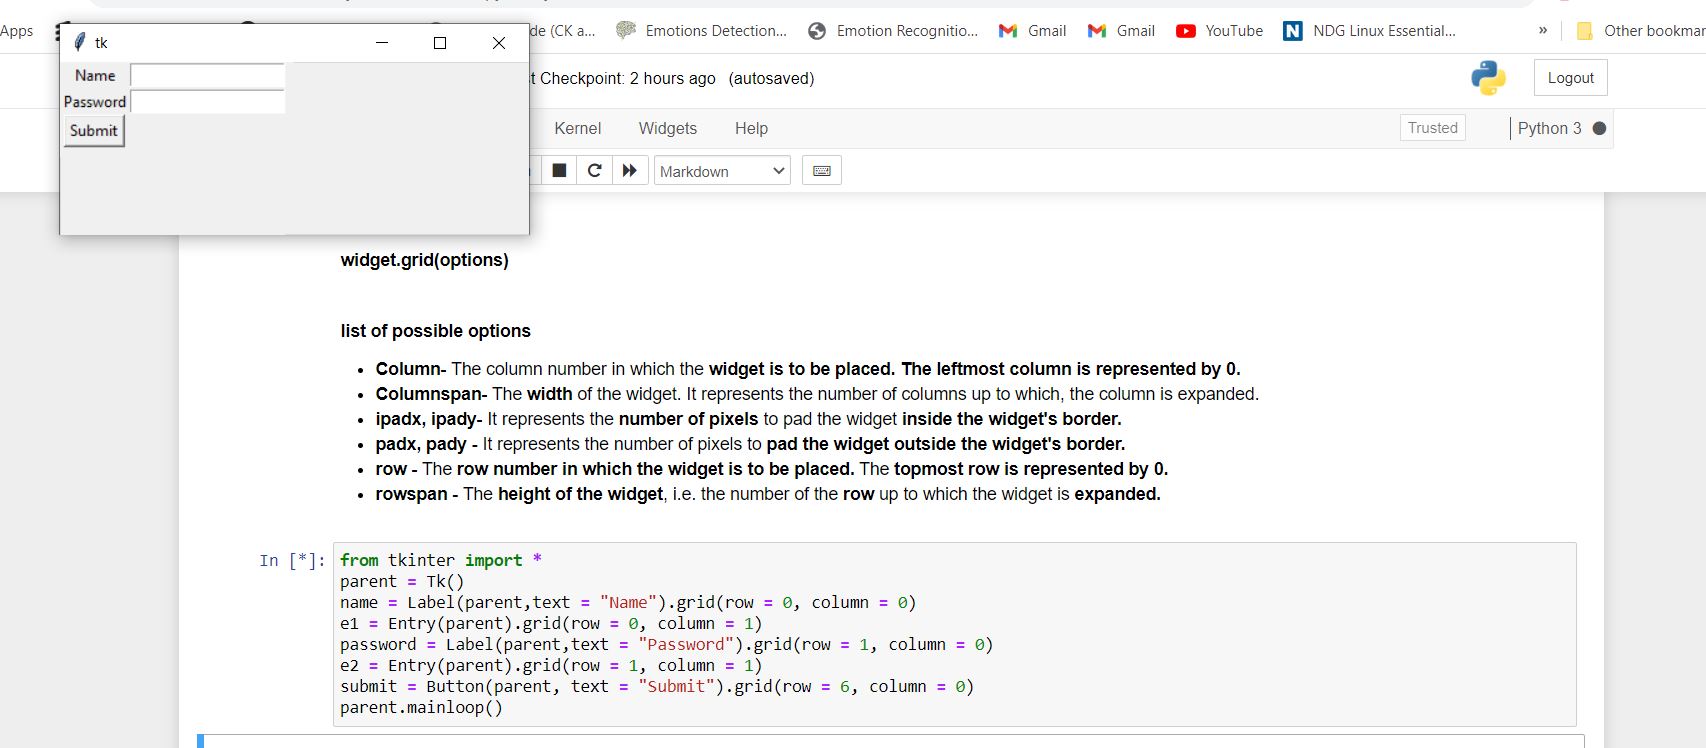 Apps
de (CK a...
Emotions Detection...
Emotion Recognitio...
Gmail
Gmail
YouTube
N
NDG Linux Essential...
»
Other bookmar
tk
Name
Password
Submit
t Checkpoint: 2 hours ago (autosaved)
Logout
Kernel
Widgets
Help
Trusted
Python 3
Markdown
widget.grid(options)
list of possible options
• Column- The column number in which the widget is to be placed. The leftmost column is represented by 0.
• Columnspan- The width of the widget. It represents the number of columns up to which, the column is expanded.
• ipadx, ipady- It represents the number of pixels to pad the widget inside the widget's border.
• padx, pady - It represents the number of pixels to pad the widget outside the widget's border.
• row - The row number in which the widget is to be placed. The topmost row is represented by 0.
• rowspan - The height of the widget, i.e. the number of the row up to which the widget is expanded.
In [*]:
from tkinter import *
parent = Tk()
name = Label(parent,text = "Name").grid(row = 0, column = 0)
e1 = Entry(parent).grid(row = 0, column = 1)
password = Label(parent,text = "Password").grid(row = 1, column = 0)
e2 = Entry(parent).grid(row = 1, column = 1)
submit = Button(parent, text = "Submit").grid(row = 6, column = 0)
parent.mainloop()